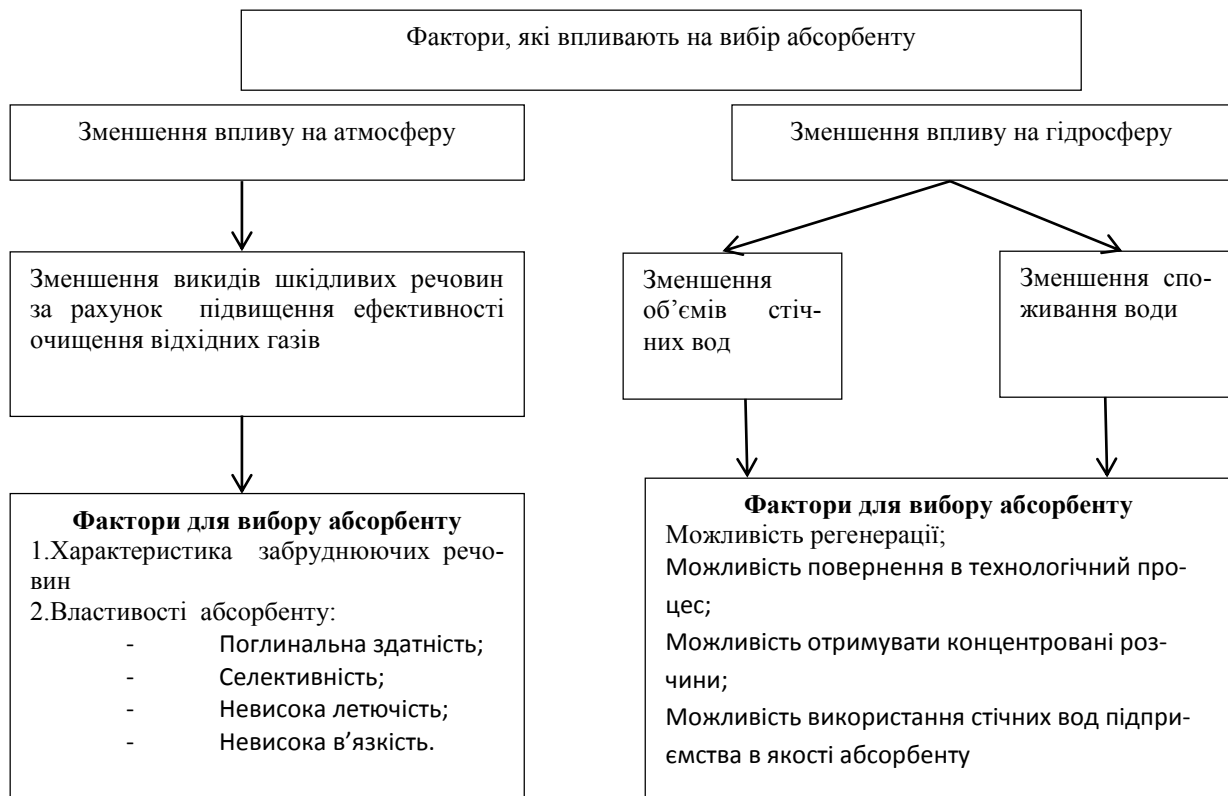 Фактори, які впливають на вибір абсорбенту
Зменшення впливу на атмосферу
Зменшення впливу на гідросферу
Зменшення викидів шкідливих речовин
за рахунок підвищення ефективності
очищення відхідних газів
Зменшення
об’ємів стіч-
них вод
Зменшення спо-
живання води
Фактори для вибору абсорбенту
1.Характеристика забруднюючих речо-
вин
2.Властивості абсорбенту:
- Поглинальна здатність;
- Селективність;
- Невисока летючість;
- Невисока в’язкість.
Фактори для вибору абсорбенту
Можливість регенерації;
Можливість повернення в технологічний про-
цес;
Можливість отримувати концентровані роз-
чини;
Можливість використання стічних вод підпри-
ємства в якості абсорбенту